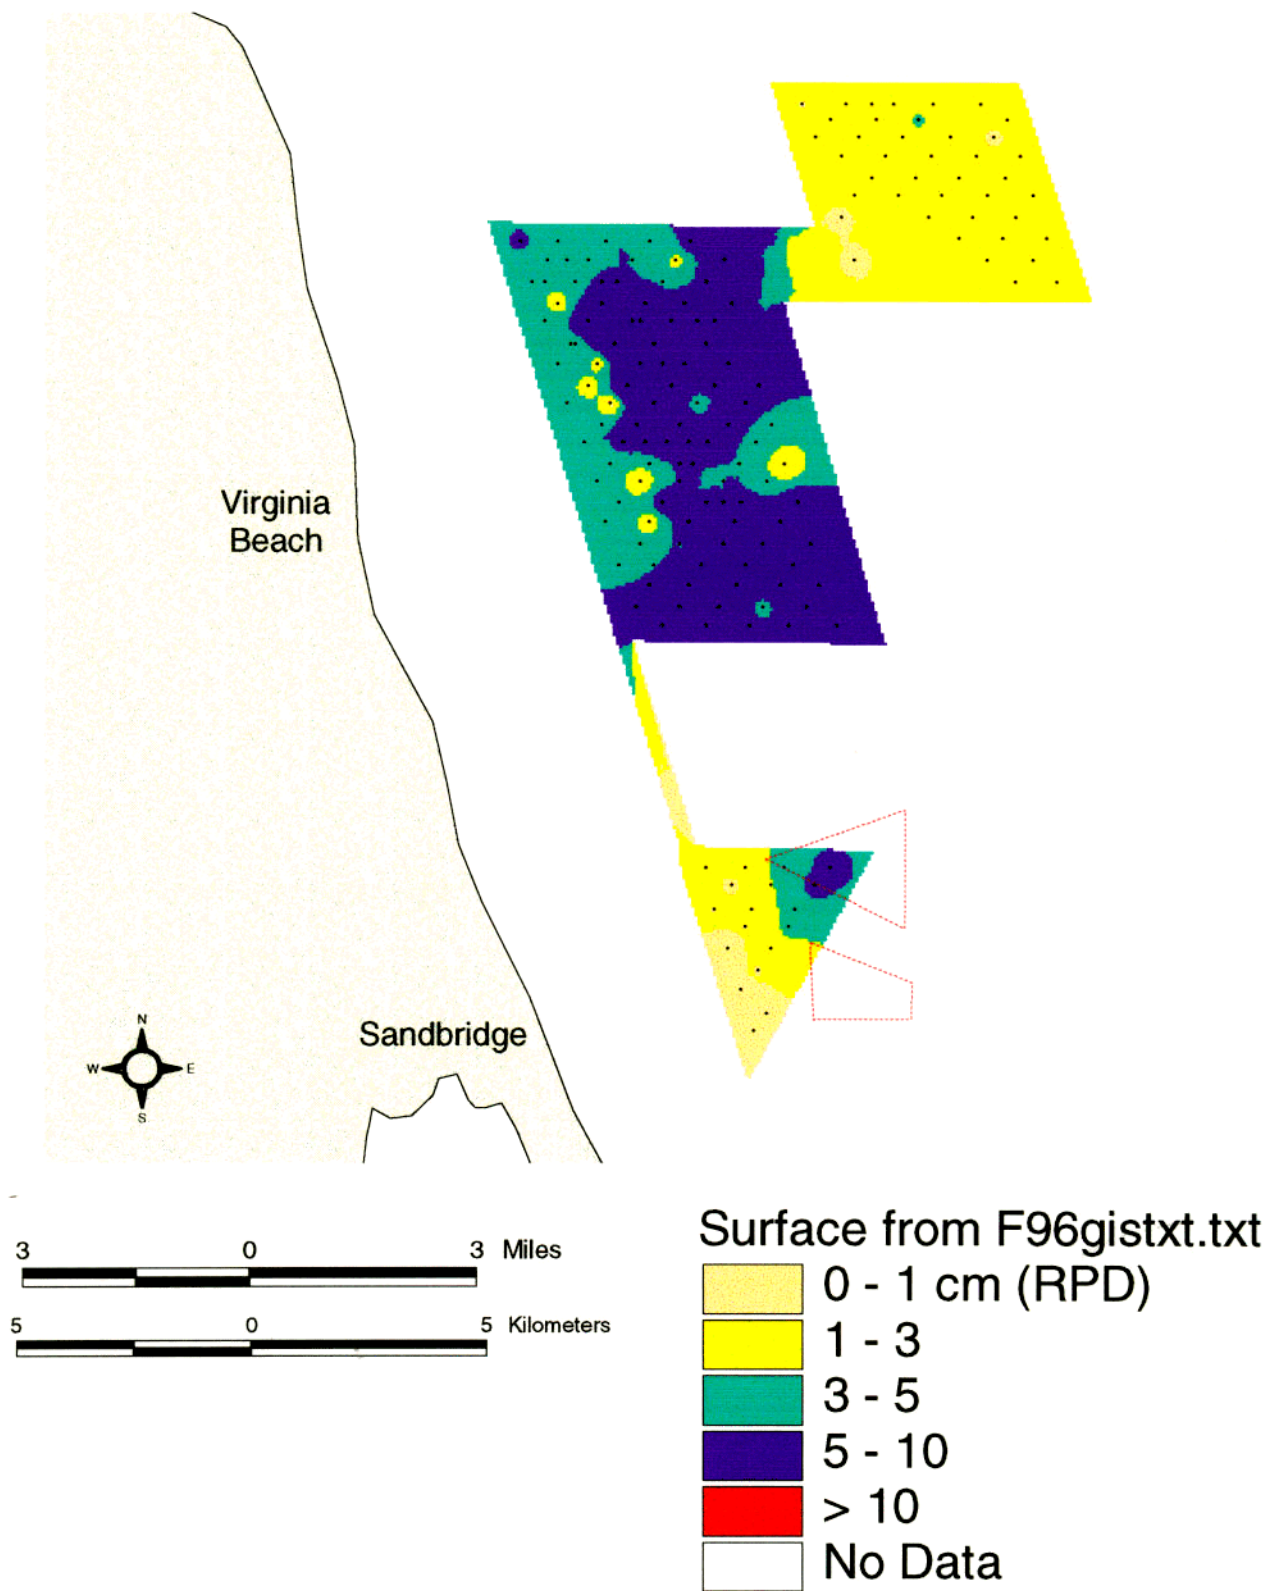 Virginia
Beach
Sandbridge
N
W E
S
3 0 3 Miles
5 0 5 Kilometers
Surface from F96gistxt.txt
0 - 1 cm (RPD)
1 - 3
3 - 5
5 - 10
> 10
No Data